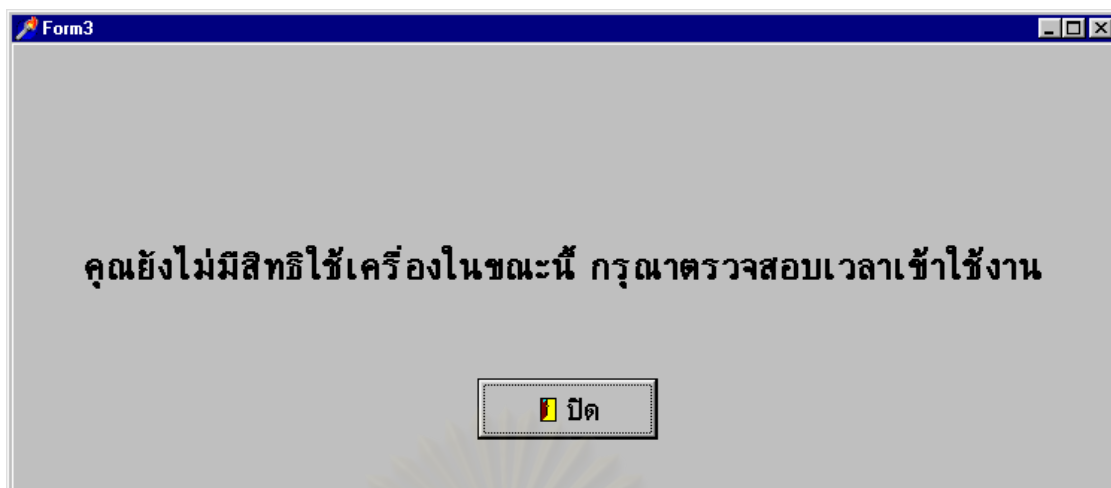 Form3
คุณยังไม่มีสิทธิใช้เครื่องในขณะนี้ กรุณาตรวจสอบเวลาเข้าใช้งาน
ปิด